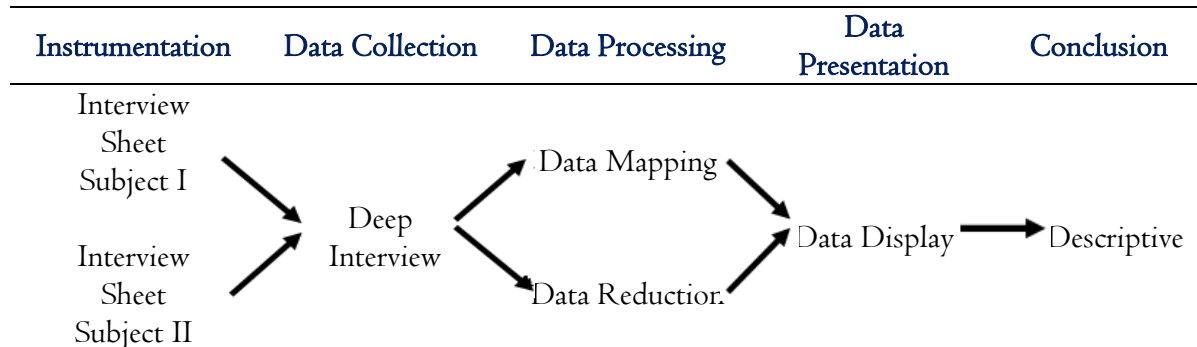 Instrumentation
Data Collection
Data Processing
Data
Presentation
Conclusion
Interview
Sheet
Subject I
Interview
Sheet
Subject II
Deep
Interview
Data Mapping
Data Reduction
Data Display
Descriptive